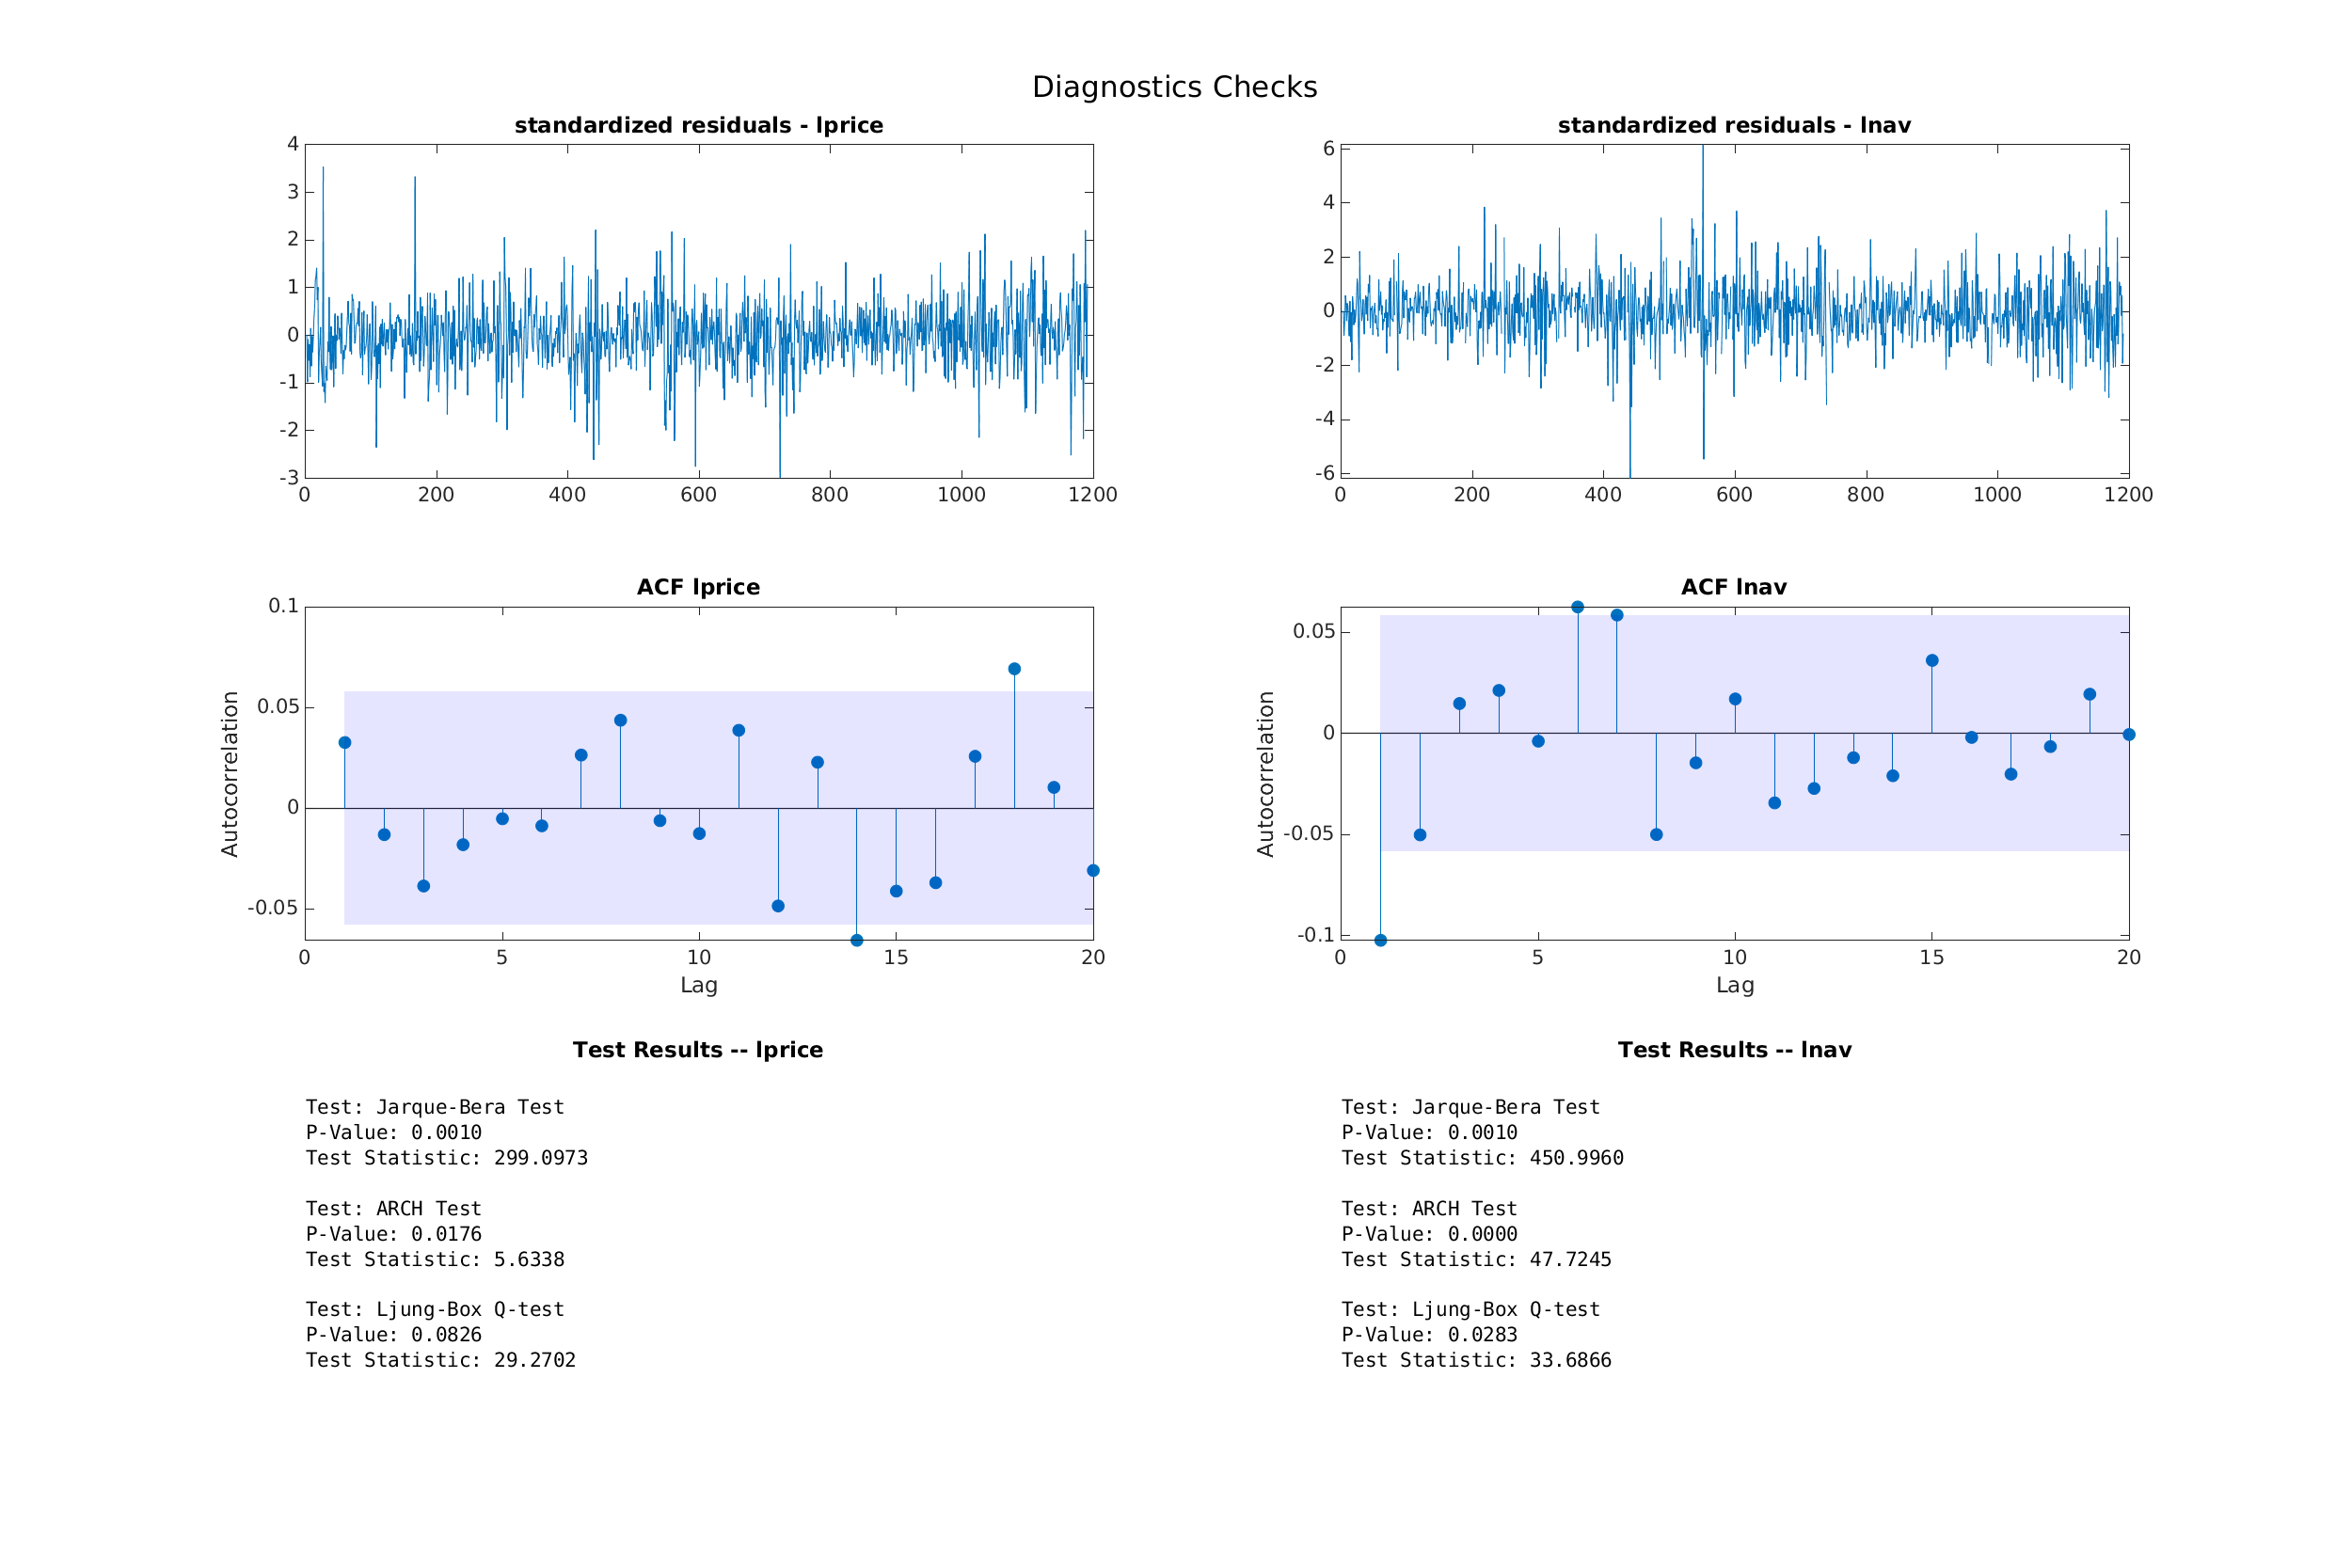 Diagnostics Checks
standardized residuals - lprice
4
3
2
1
0
-1
-2
-3
0 200 400 600 800 1000 1200
standardized residuals - lnav
6
4
2
0
-2
-4
-6
0 200 400 600 800 1000 1200
ACF lprice
0.1
0.05
0
-0.05
Autocorrelation
0 5 10 15 20
Lag
ACF lnav
0.05
0
-0.05
-0.1
Autocorrelation
0 5 10 15 20
Lag
Test Results -- lprice
Test: Jarque-Bera Test
P-Value: 0.0010
Test Statistic: 299.0973
Test: ARCH Test
P-Value: 0.0176
Test Statistic: 5.6338
Test: Ljung-Box Q-test
P-Value: 0.0826
Test Statistic: 29.2702
Test Results -- lnav
Test: Jarque-Bera Test
P-Value: 0.0010
Test Statistic: 450.9960
Test: ARCH Test
P-Value: 0.0000
Test Statistic: 47.7245
Test: Ljung-Box Q-test
P-Value: 0.0283
Test Statistic: 33.6866